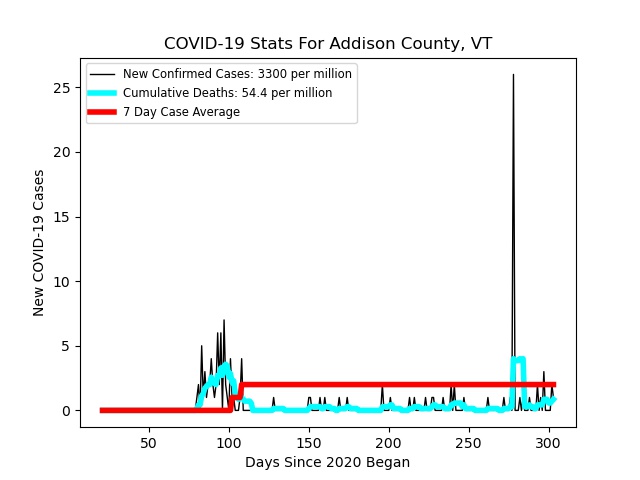 COVID-19 Stats For Addison County, VT
New Confirmed Cases: 3300 per million
Cumulative Deaths: 54.4 per million
7 Day Case Average
New COVID-19 Cases
25
20
15
10
5
0
50 100 150 200 250 300
Days Since 2020 Began